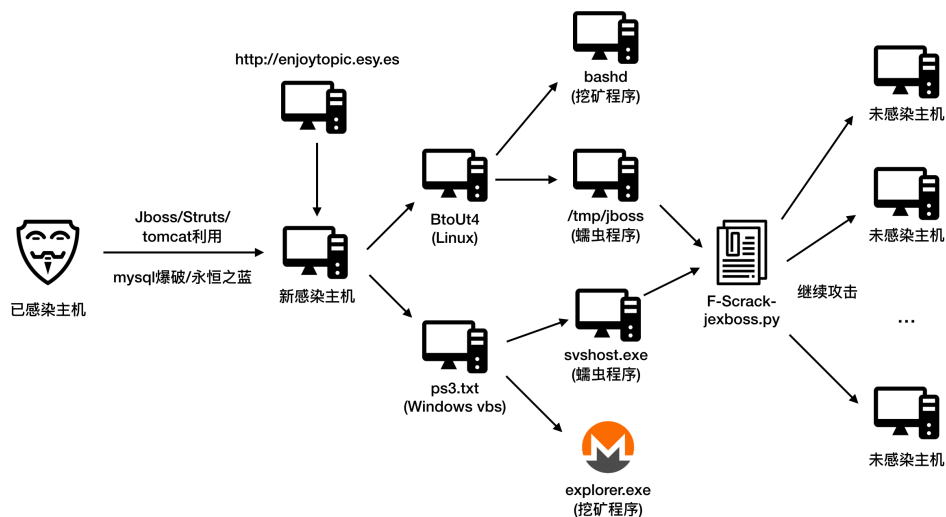 http://enjoytopic.esy.es
bashd
(挖矿程序)
未感染主机
Jboss/Struts/
tomcat利用
mysql爆破/永恒之蓝
已感染主机
新感染主机
BtoUt4
(Linux)
/tmp/jboss
(蠕虫程序)
未感染主机
F-Scrack-
jexboss.py
继续攻击
...
ps3.txt
(Windows vbs)
svshost.exe
(蠕虫程序)
explorer.exe
(挖矿程序)
未感染主机